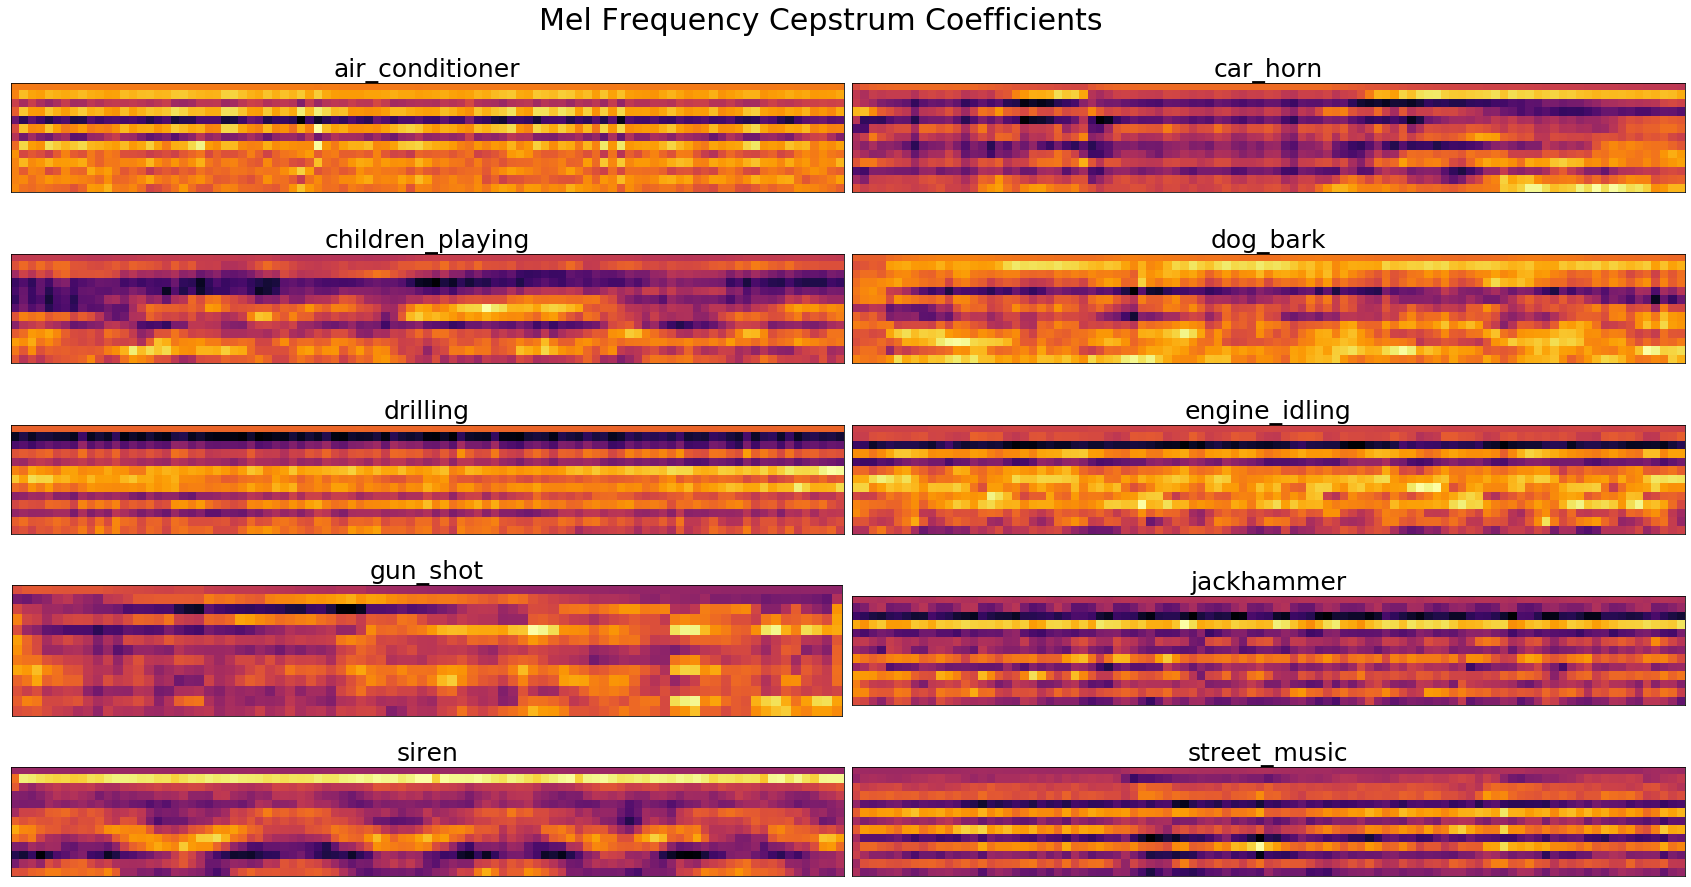 Mel Frequency Cepstrum Coefficients
air_conditioner
car_horn
children_playing
dog_bark
drilling
engine_idling
gun_shot
jackhammer
siren
street_music